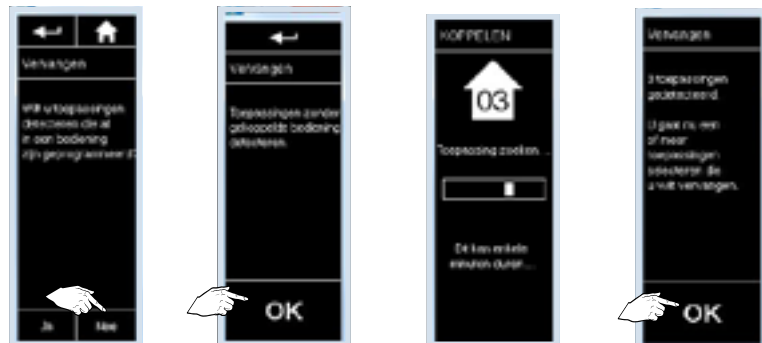 Vervangen
Wilt u toepassingen
detecteren die al
in een bediening
zijn geprogrammeerd?
Ja
Nee
Vervangen
Toepassingen zonder
gekoppelde bediening
detecteren.
OK
KOPPELEN
03
Toepassing zoeken...
Dit kan enkele
minuten duren...
Vervangen
3 toepassingen
gedetecteerd.
U gaat nu een
of meer
toepassingen
selecteren die
u wilt vervangen.
OK